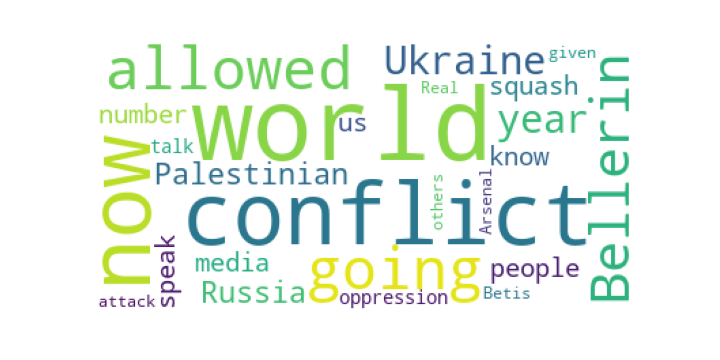 allowed
Ukraine
given
world
Real
squash
number
us
year
now
talk
know
Palestinian
Bellerin
others
Arsenal
conflict
speak
media
going
people
Russia
oppression
Betis
attack